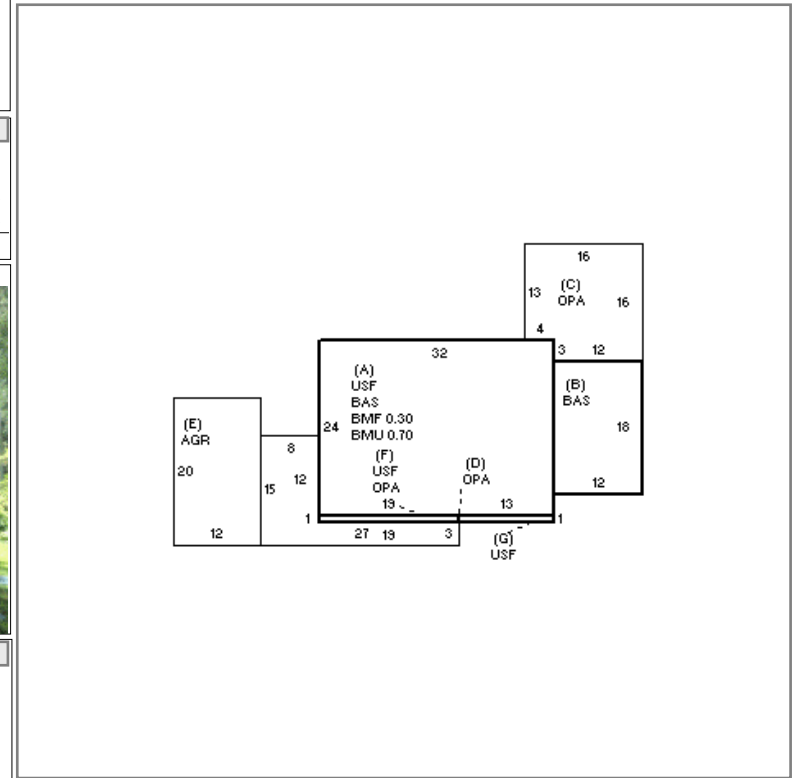 16
13
(C)
OPA
16
4
32
3
12
(A)
USF
BAS
BMF 0.30
BMU 0.70
24
(B)
BAS
18
12
(E)
AGR
20
12
8
12
15
(F)
USF
OPA
19
(D)
OPA
13
1
1
27 19
3
(G)
USF